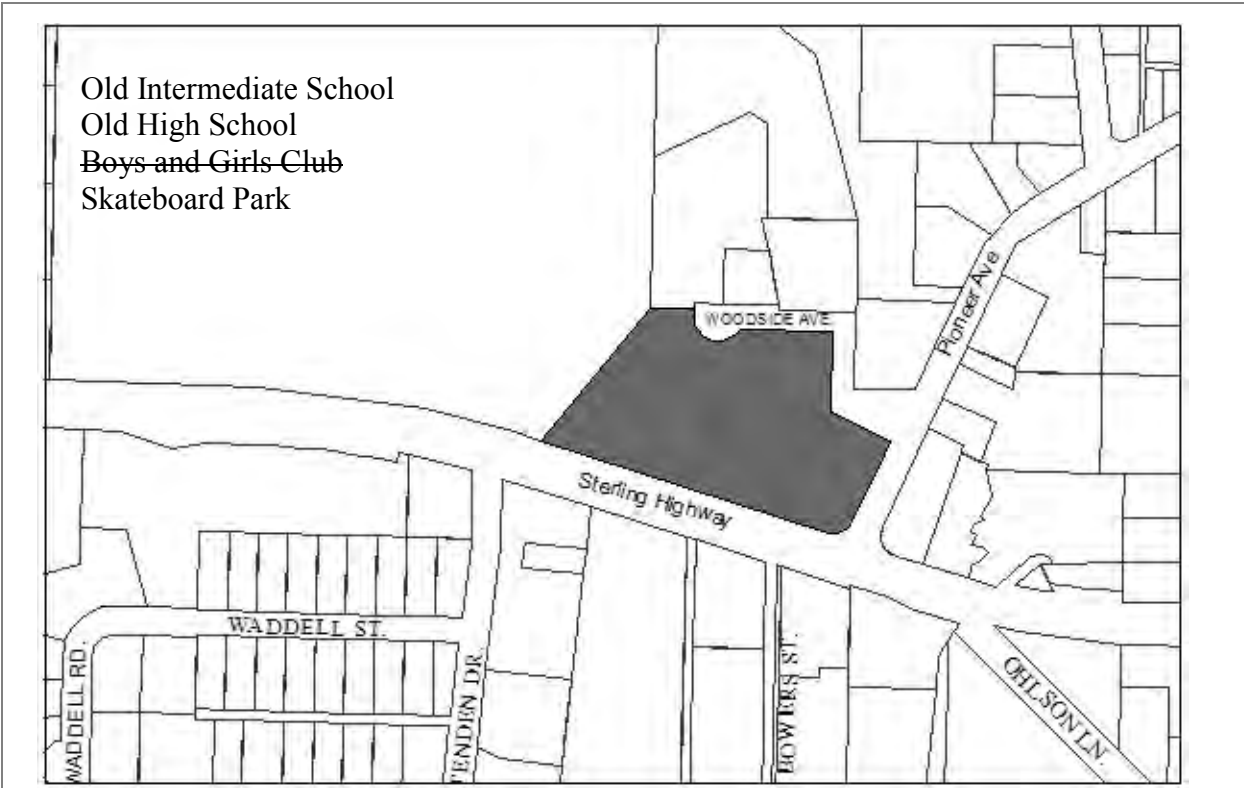 Old Intermediate School
Old High School
Boys and Girls Club
Skateboard Park
WOODSIDE AVE.
Pioneer Ave
Sterling Highway
WADDELL ST.
WADDELL RD.
TENDEN DR.
BOWERS ST.
OHLSON LN.